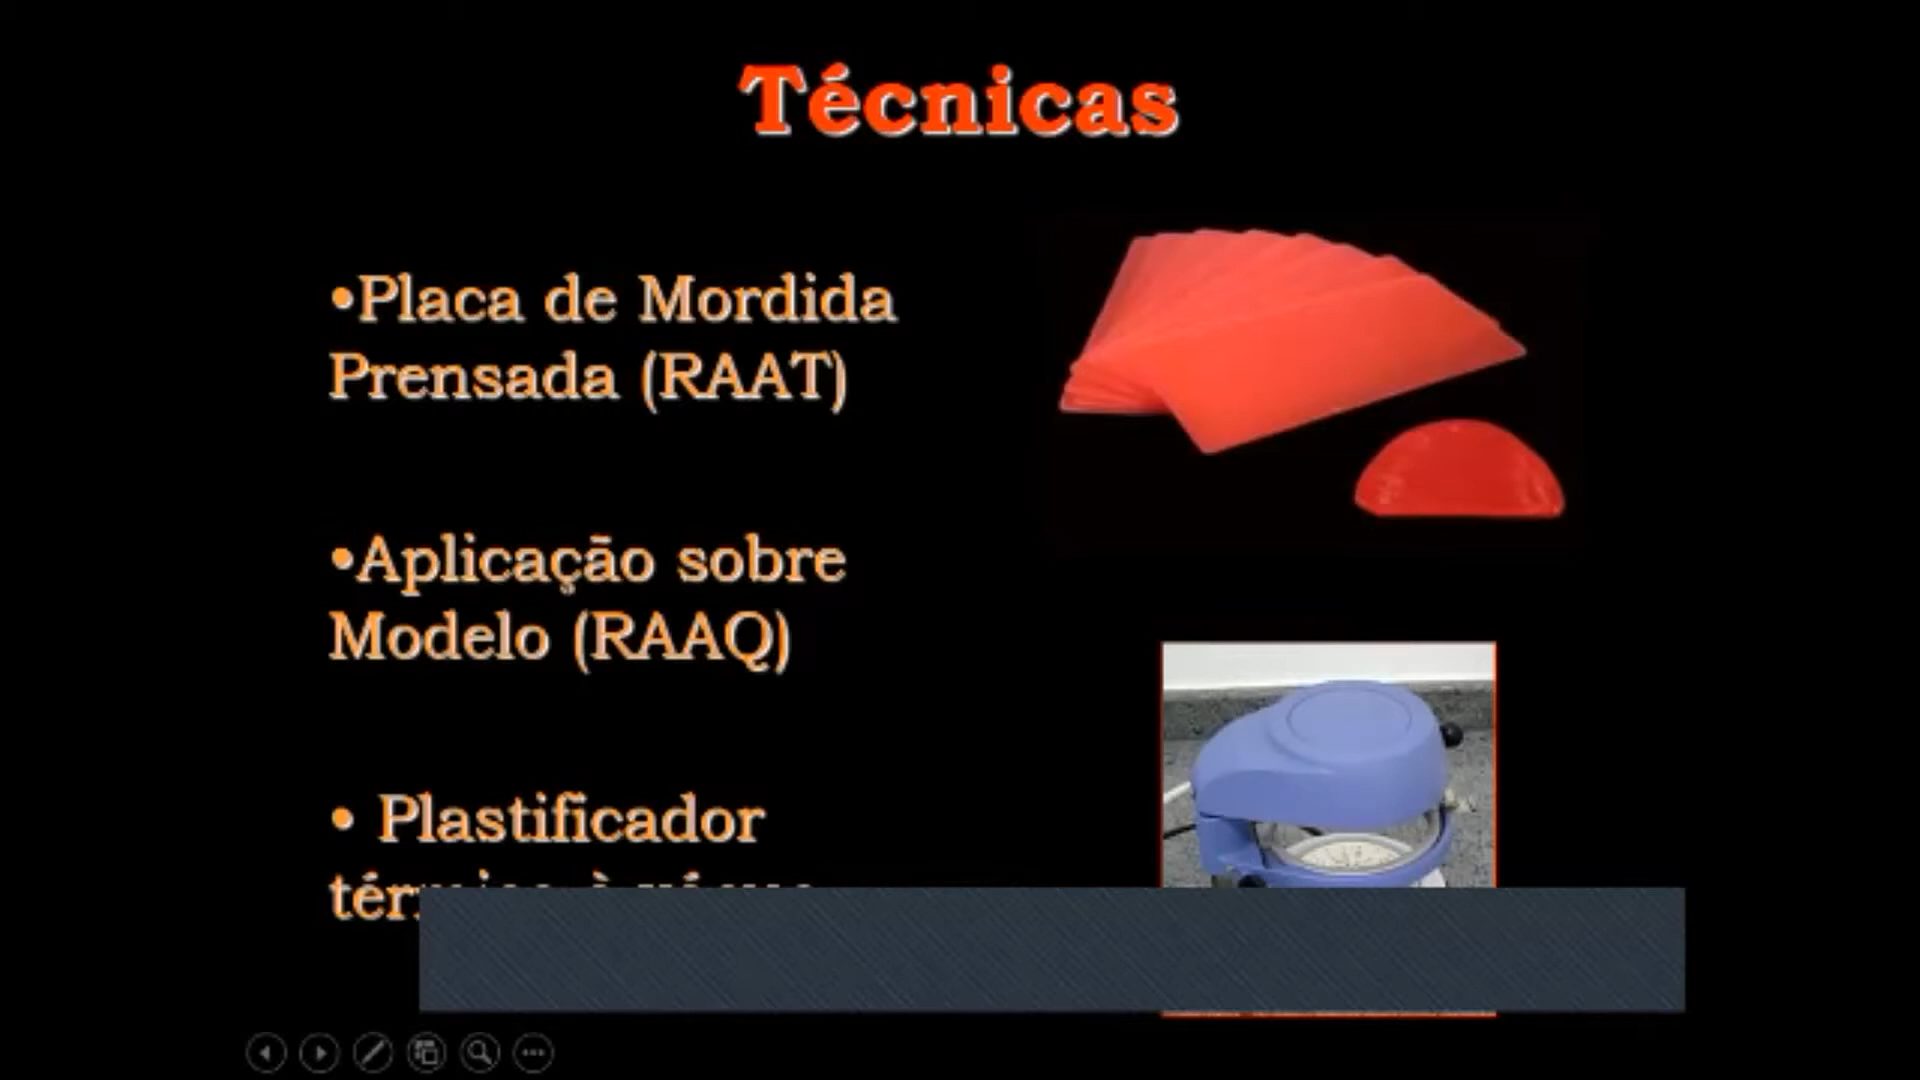 Técnicas
•Placa de Mordida
Prensada (RAAT)
•Aplicação sobre
Modelo (RAAQ)
• Plastificador